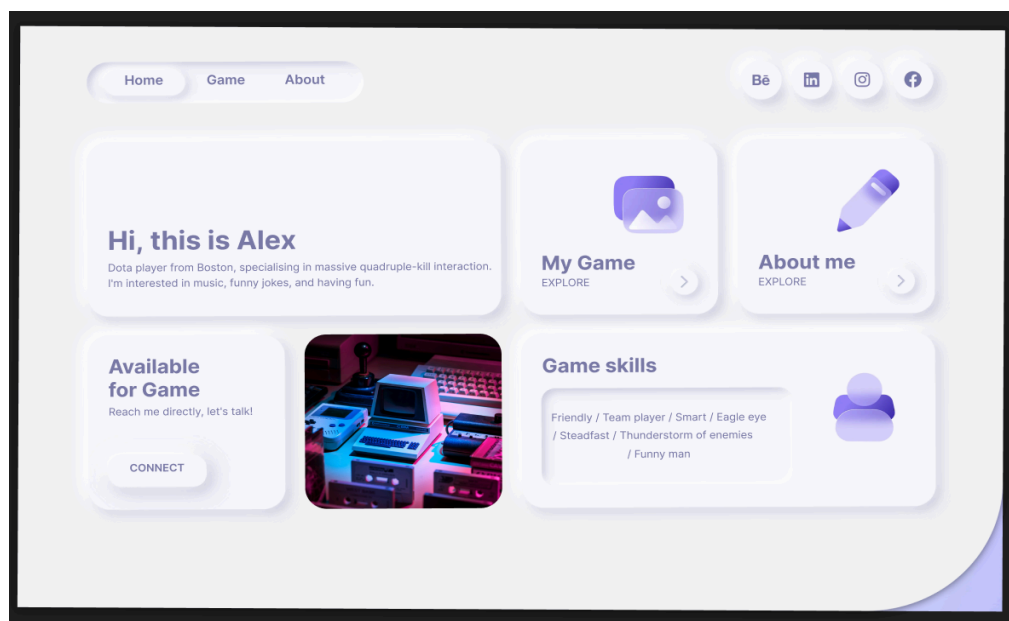 Home
Game
About
Bē
in
Hi, this is Alex
Dota player from Boston, specialising in massive quadruple-kill interaction.
I'm interested in music, funny jokes, and having fun.
My Game
EXPLORE
About me
EXPLORE
Available
for Game
Reach me directly, let's talk!
CONNECT
Game skills
Friendly / Team player / Smart / Eagle eye
/ Steadfast / Thunderstorm of enemies
/ Funny man